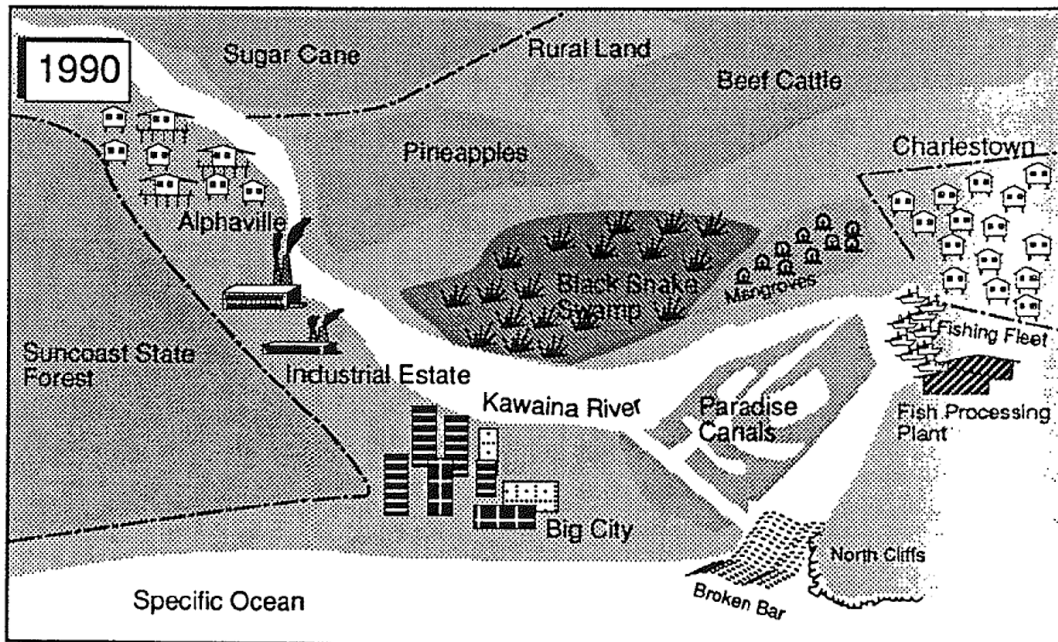 1990
Sugar Cane
Rural Land
Beef Cattle
Pineapples
Charlestown
Alphaville
Black Snake
Swamp
Mangroves
Suncoast State
Forest
Industrial Estate
Kawaina River
Paradise
Canals
Fishing Fleet
Fish Processing
Plant
Big City
North Cliffs
Broken Bar
Specific Ocean